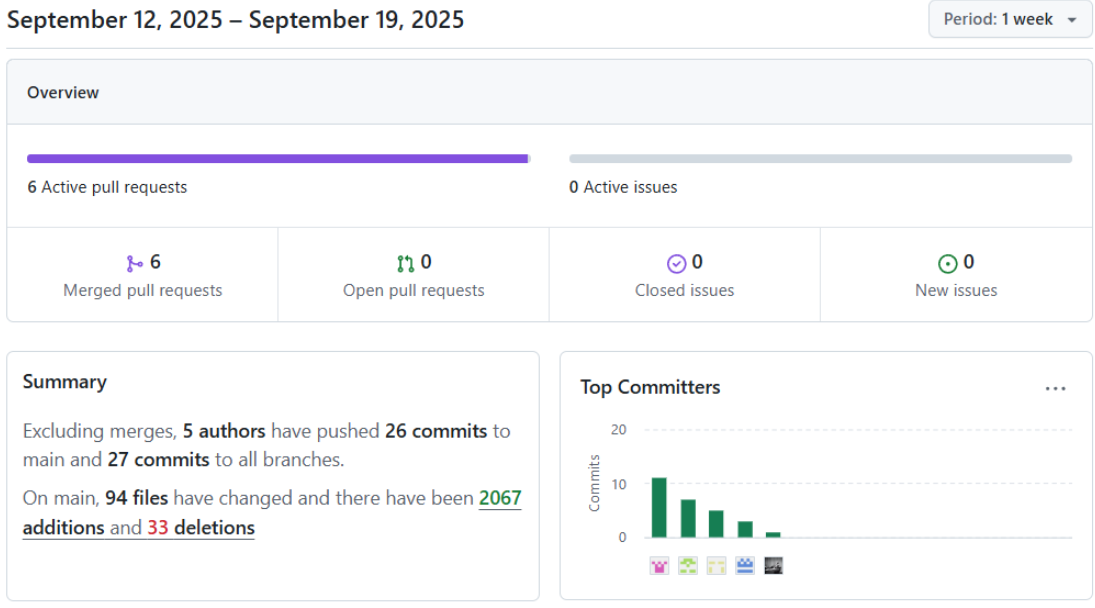 September 12, 2025 – September 19, 2025
Period: 1 week
Overview
6 Active pull requests
0 Active issues
6
Merged pull requests
0
Open pull requests
0
Closed issues
0
New issues
Summary
Excluding merges, 5 authors have pushed 26 commits to
main and 27 commits to all branches.
On main, 94 files have changed and there have been 2067
additions and 33 deletions
Top Committers
20
10
0
Commits